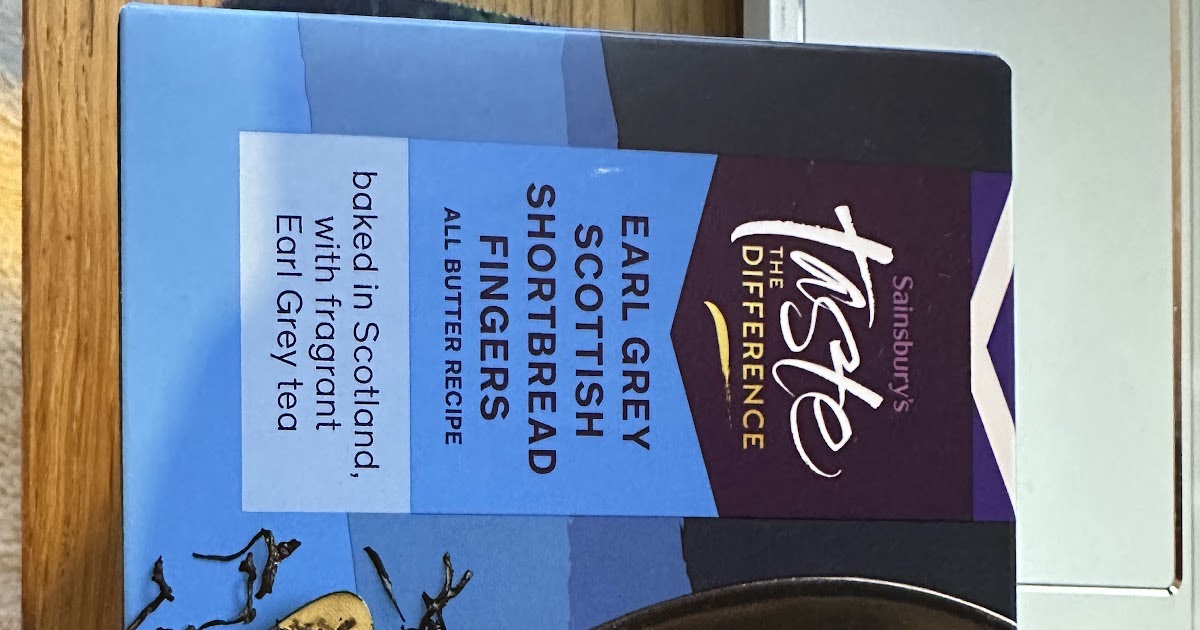 Sainsbury's
taste
THE
DIFFERENCE
EARL GREY
SCOTTISH
SHORTBREAD
FINGERS
ALL BUTTER RECIPE
baked in Scotland,
with fragrant
Earl Grey tea